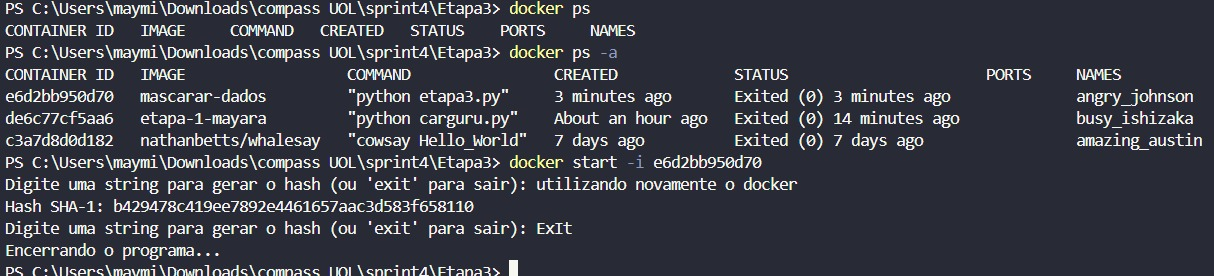 PS C:\Users\maymi\Downloads\compass UOL\sprint4\Etapa3> docker ps
CONTAINER ID   IMAGE     COMMAND   CREATED   STATUS    PORTS     NAMES
PS C:\Users\maymi\Downloads\compass UOL\sprint4\Etapa3> docker ps -a
CONTAINER ID   IMAGE                  COMMAND                CREATED             STATUS                      PORTS     NAMES
e6d2bb950d70   mascarar-dados         "python etapa3.py"     3 minutes ago       Exited (0) 3 minutes ago              angry_johnson
de6c77cf5aa6   etapa-1-mayara         "python carguru.py"    About an hour ago   Exited (0) 14 minutes ago             busy_ishizaka
c3a7d8d0d182   nathanbetts/whalesay   "cowsay Hello_World"   7 days ago          Exited (0) 7 days ago                 amazing_austin
PS C:\Users\maymi\Downloads\compass UOL\sprint4\Etapa3> docker start -i e6d2bb950d70
Digite uma string para gerar o hash (ou 'exit' para sair): utilizando novamente o docker
Hash SHA-1: b429478c419ee7892e4461657aac3d583f658110
Digite uma string para gerar o hash (ou 'exit' para sair): ExIt
Encerrando o programa...
PS C:\Users\maymi\Downloads\compass UOL\sprint4\Etapa3>